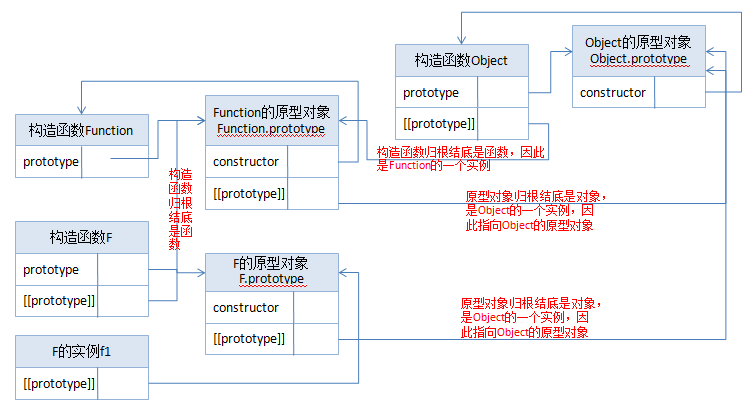 构造函数Object
prototype
[[prototype]]
Object的原型对象
Object.prototype
constructor
构造函数归根结底是函数，因此
是Function的一个实例
构造函数Function
prototype
Function的原型对象
Function.prototype
constructor
[[prototype]]
构造
函数
归根
结底
是函
数
原型对象归根结底是对象，
是Object的一个实例，因
此指向Object的原型对象
构造函数F
prototype
[[prototype]]
F的原型对象
F.prototype
constructor
[[prototype]]
原型对象归根结底是对象，
是Object的一个实例，因
此指向Object的原型对象
F的实例f1
[[prototype]]